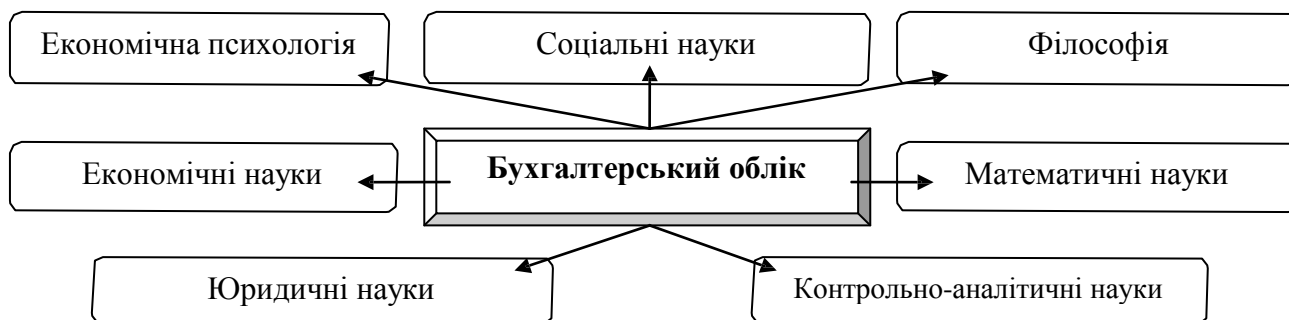 Економічна психологія
Соціальні науки
Філософія
Економічні науки
Бухгалтерський облік
Математичні науки
Юридичні науки
Контрольно-аналітичні науки